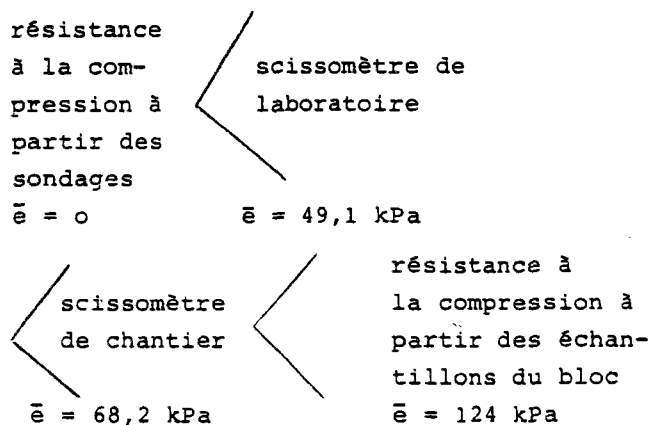 résistance
à la com-
pression à
partir des
sondages
ē = o
scissomètre de
laboratoire
ē = 49,1 kPa
scissomètre
de chantier
ē = 68,2 kPa
résistance à
la compression à
partir des échan-
tillons du bloc
ē = 124 kPa